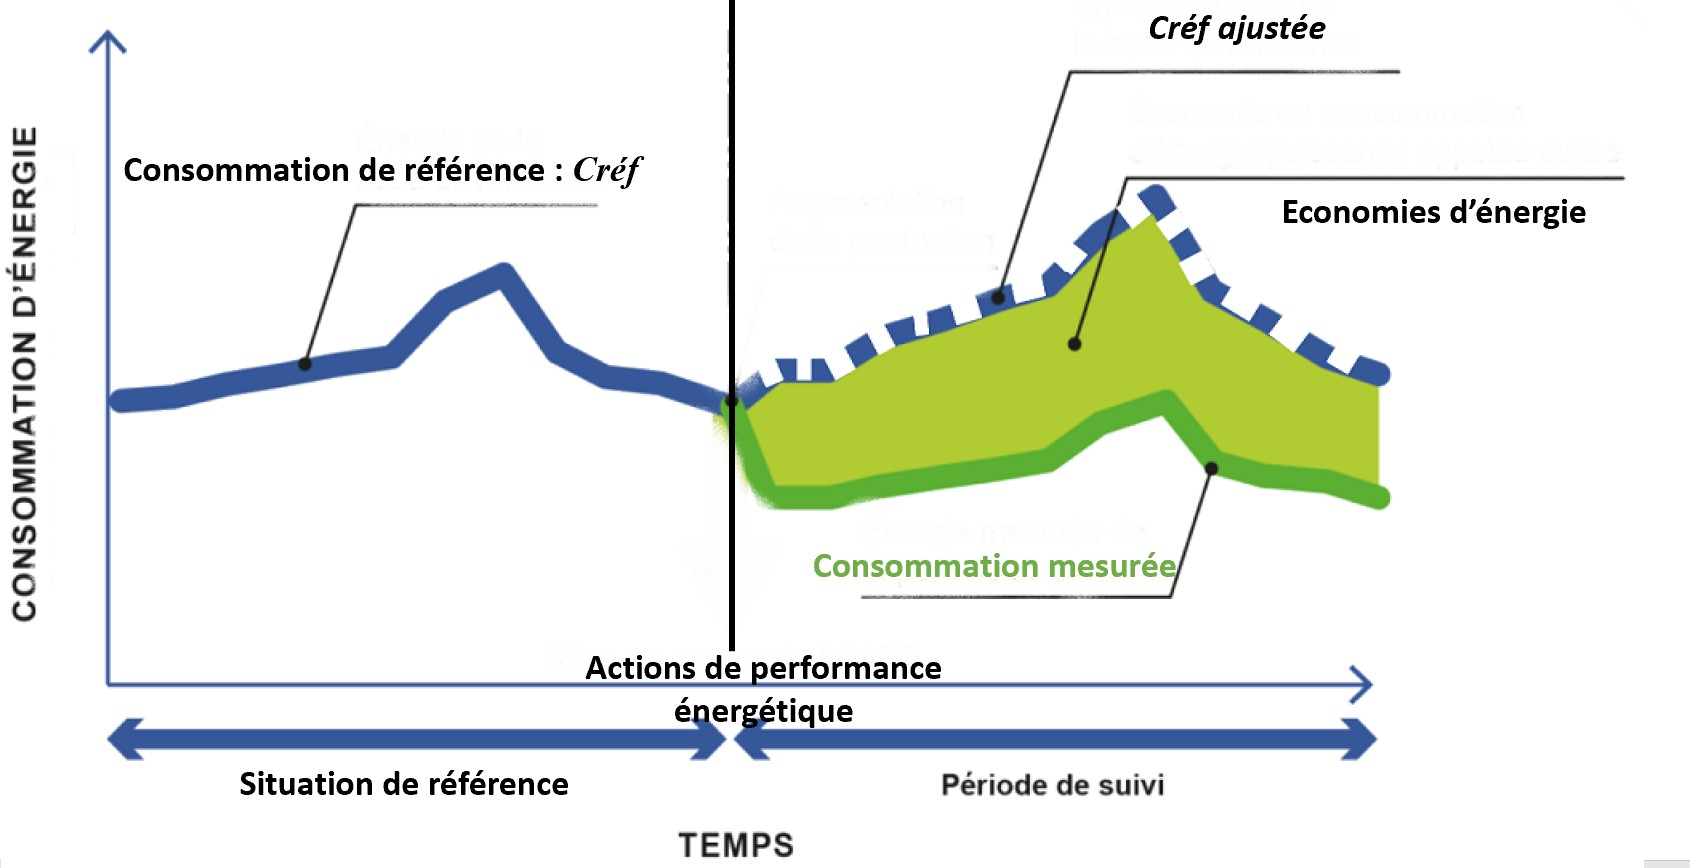 Créf ajustée
Consommation de référence : Créf
Economies d’énergie
CONSOMMATION D'ÉNERGIE
Consommation mesurée
Actions de performance
énergétique
Situation de référence
Période de suivi
TEMPS